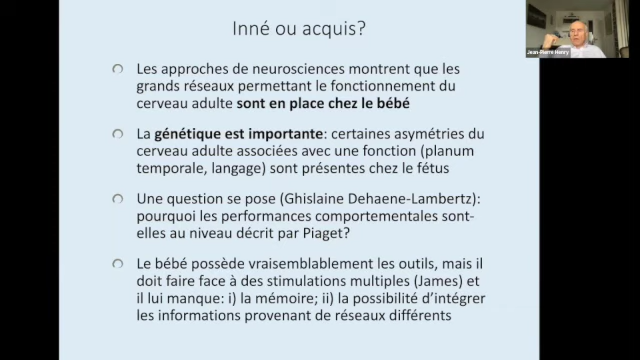 Inné ou acquis?
Jean-Pierre Henry
Les approches de neurosciences montrent que les
grands réseaux permettant le fonctionnement du
cerveau adulte sont en place chez le bébé
La génétique est importante: certaines asymétries du
cerveau adulte associées avec une fonction (planum
temporale, langage) sont présentes chez le fétus
Une question se pose (Ghislaine Dehaene-Lambertz):
pourquoi les performances comportementales sont-
elles au niveau décrit par Piaget?
Le bébé possède vraisemblablement les outils, mais il
doit faire face à des stimulations multiples (James) et
il lui manque: i) la mémoire; ii) la possibilité d'intégrer
les informations provenant de réseaux différents